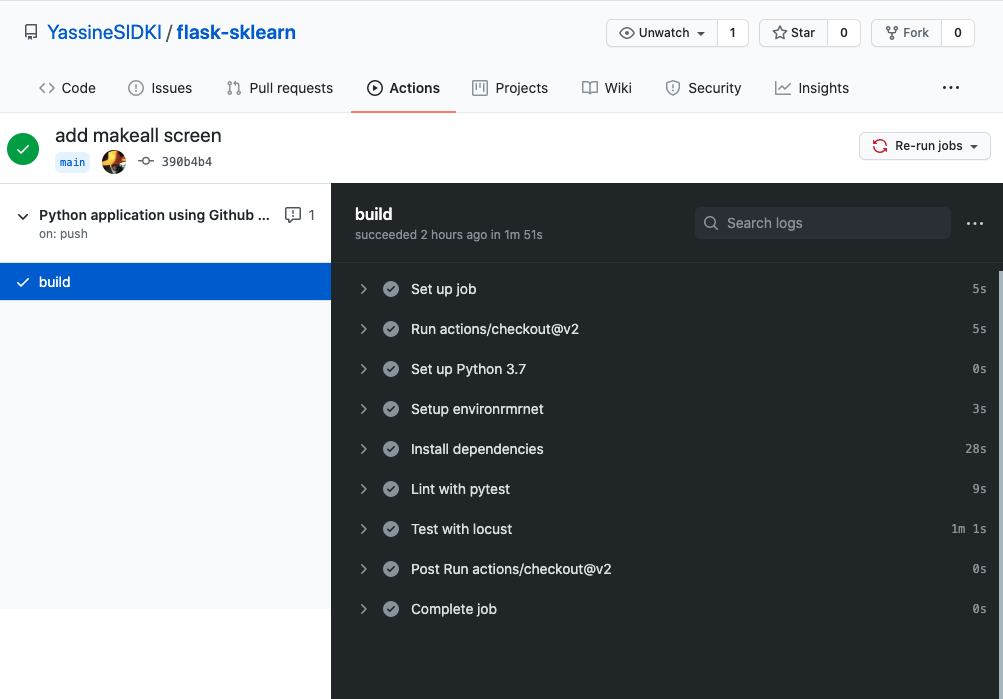 YassineSIDKI / flask-sklearn
Unwatch 1 Star 0 Fork 0
Code Issues Pull requests Actions Projects Wiki Security Insights
add makeall screen
main 390b4b4
Re-run jobs
Python application using Github ... 1
on: push
build
build
succeeded 2 hours ago in 1m 51s
Search logs
Set up job 5s
Run actions/checkout@v2 5s
Set up Python 3.7 0s
Setup environrmrnet 3s
Install dependencies 28s
Lint with pytest 9s
Test with locust 1m 1s
Post Run actions/checkout@v2 0s
Complete job 0s